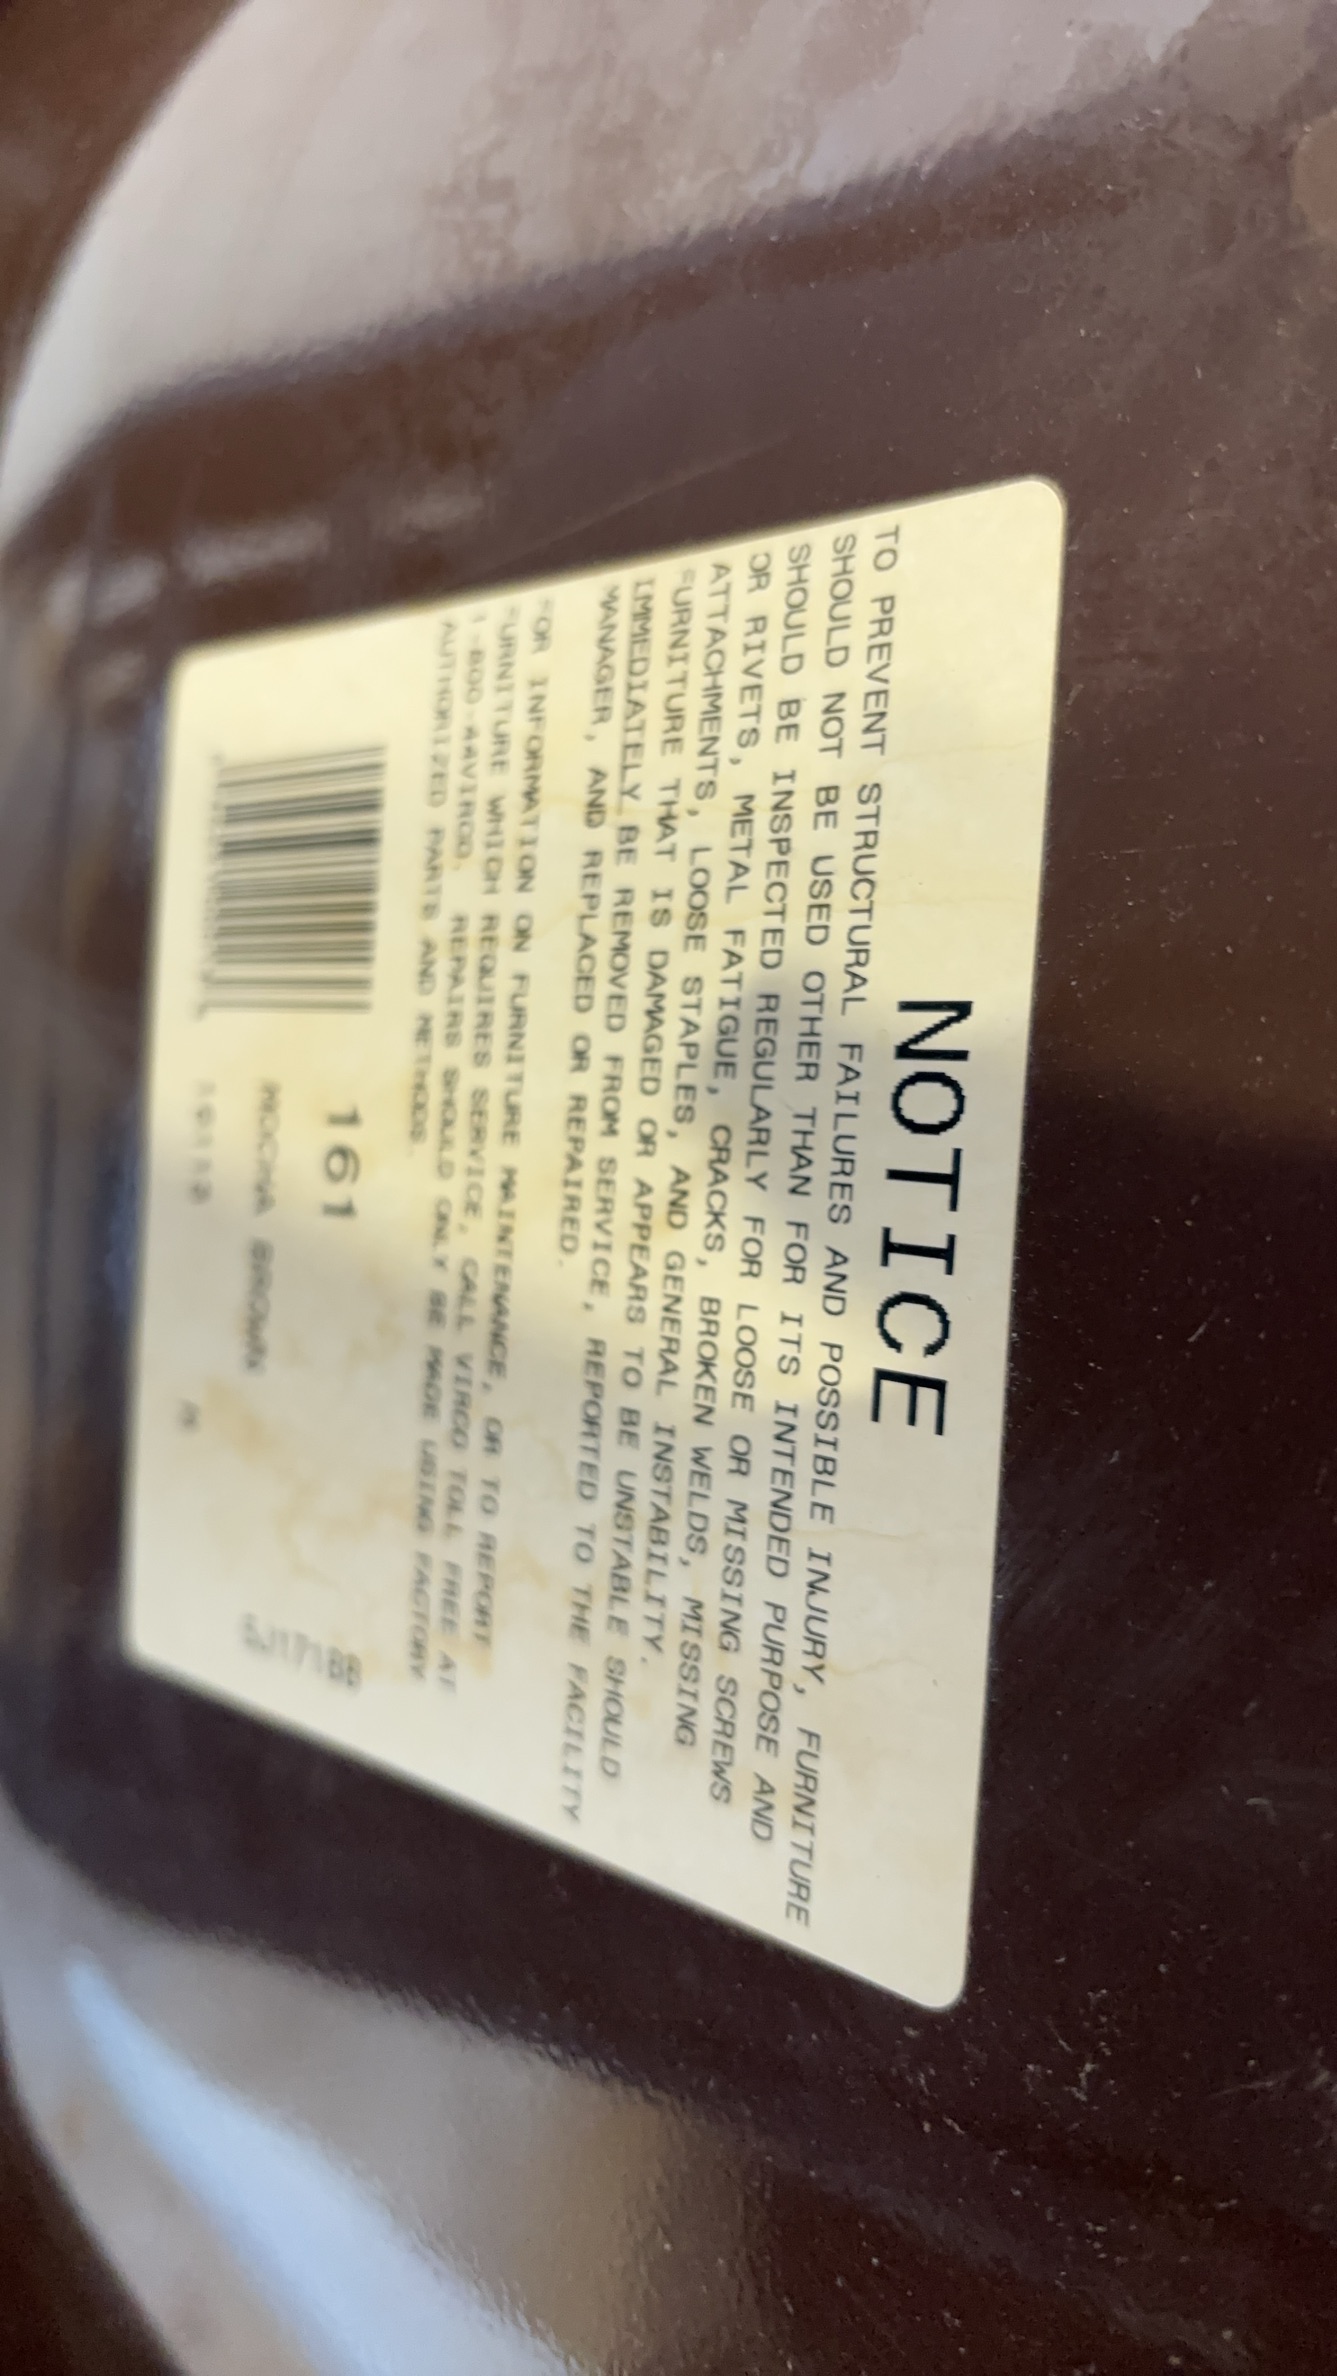 NOTICE
TO PREVENT STRUCTURAL FAILURES AND POSSIBLE INJURY, FURNITURE
SHOULD NOT BE USED OTHER THAN FOR ITS INTENDED PURPOSE AND
SHOULD BE INSPECTED REGULARLY FOR LOOSE OR MISSING SCREWS
OR RIVETS, METAL FATIGUE, CRACKS, BROKEN WELDS, MISSING
ATTACHMENTS, LOOSE STAPLES, AND GENERAL INSTABILITY.
FURNITURE THAT IS DAMAGED OR APPEARS TO BE UNSTABLE SHOULD
IMMEDIATELY BE REMOVED FROM SERVICE, REPORTED TO THE FACILITY
MANAGER, AND REPLACED OR REPAIRED.
FOR INFORMATION ON FURNITURE MAINTENANCE, OR TO REPORT
FURNITURE WHICH REQUIRES SERVICE, CALL VIRCO TOLL FREE AT
1-800-44VIRCO. REPAIRS SHOULD ONLY BE MADE USING FACTORY
AUTHORIZED PARTS AND METHODS.
161
MOCHA BROWN